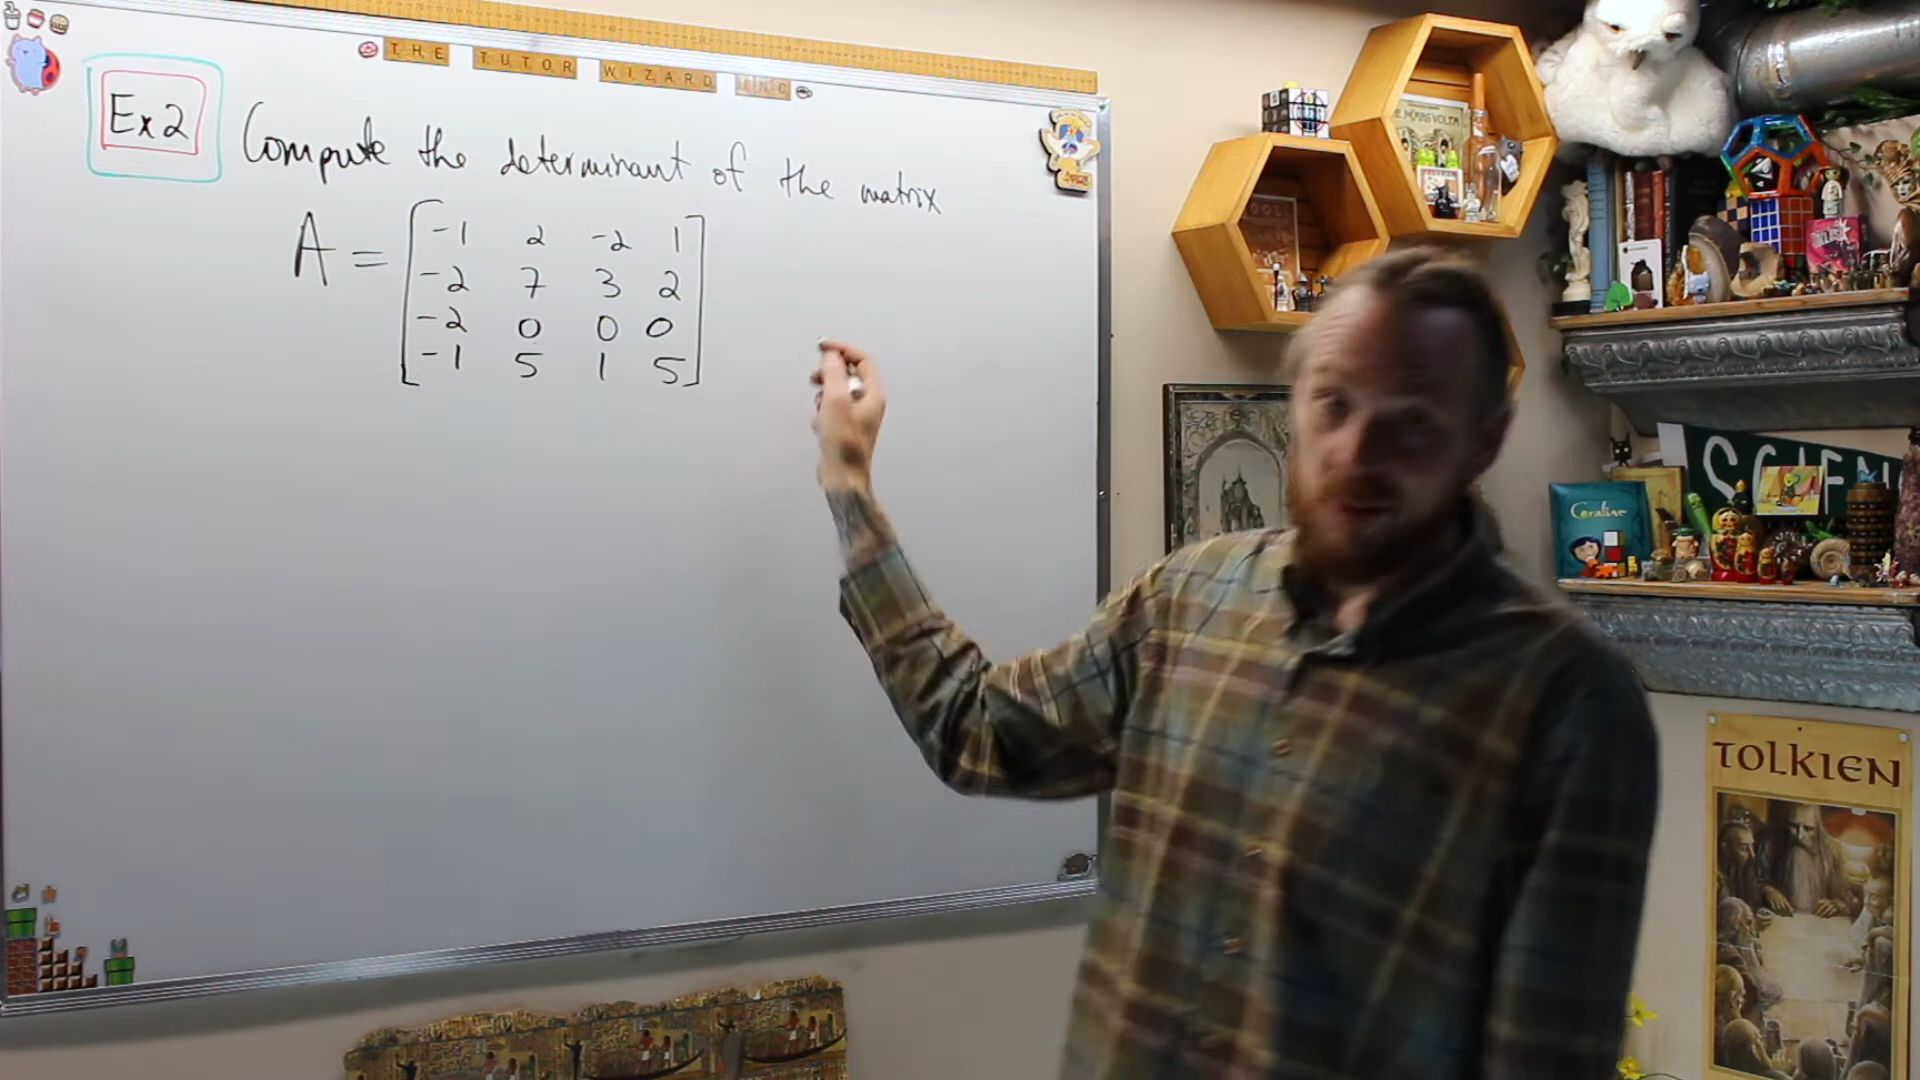 THE TUTOR WIZARD INC
Ex 2 Compute the determinant of the matrix
A = [ -1 2 -2 1
-2 7 3 2
-2 0 0 0
-1 5 1 5 ]
Coraline
TOLKIEN